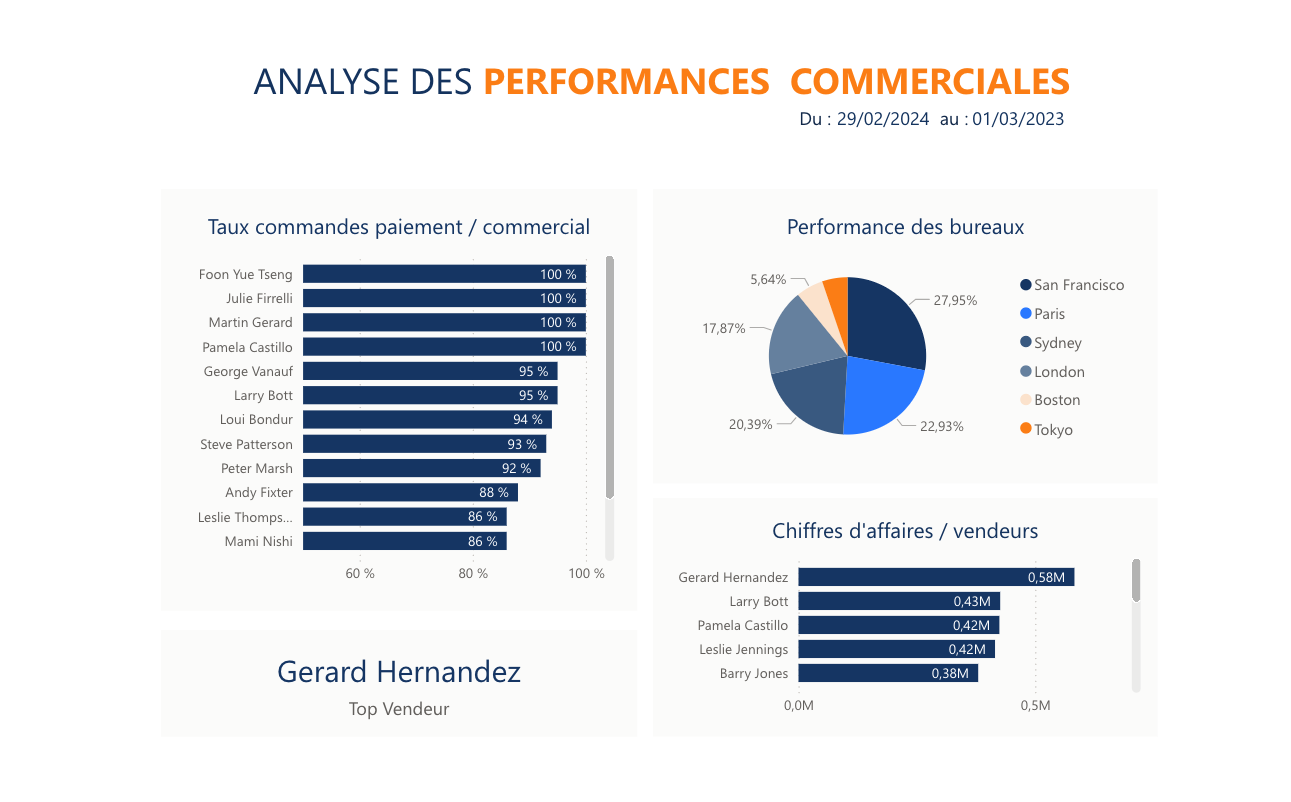 ANALYSE DES PERFORMANCES COMMERCIALES
Du : 29/02/2024 au : 01/03/2023
Taux commandes paiement / commercial
Foon Yue Tseng 100 %
Julie Firrelli 100 %
Martin Gerard 100 %
Pamela Castillo 100 %
George Vanauf 95 %
Larry Bott 95 %
Loui Bondur 94 %
Steve Patterson 93 %
Peter Marsh 92 %
Andy Fixter 88 %
Leslie Thomps... 86 %
Mami Nishi 86 %
60 % 80 % 100 %
Gerard Hernandez
Top Vendeur
Performance des bureaux
5,64%
27,95%
17,87%
20,39%
22,93%
San Francisco
Paris
Sydney
London
Boston
Tokyo
Chiffres d'affaires / vendeurs
Gerard Hernandez 0,58M
Larry Bott 0,43M
Pamela Castillo 0,42M
Leslie Jennings 0,42M
Barry Jones 0,38M
0,0M 0,5M